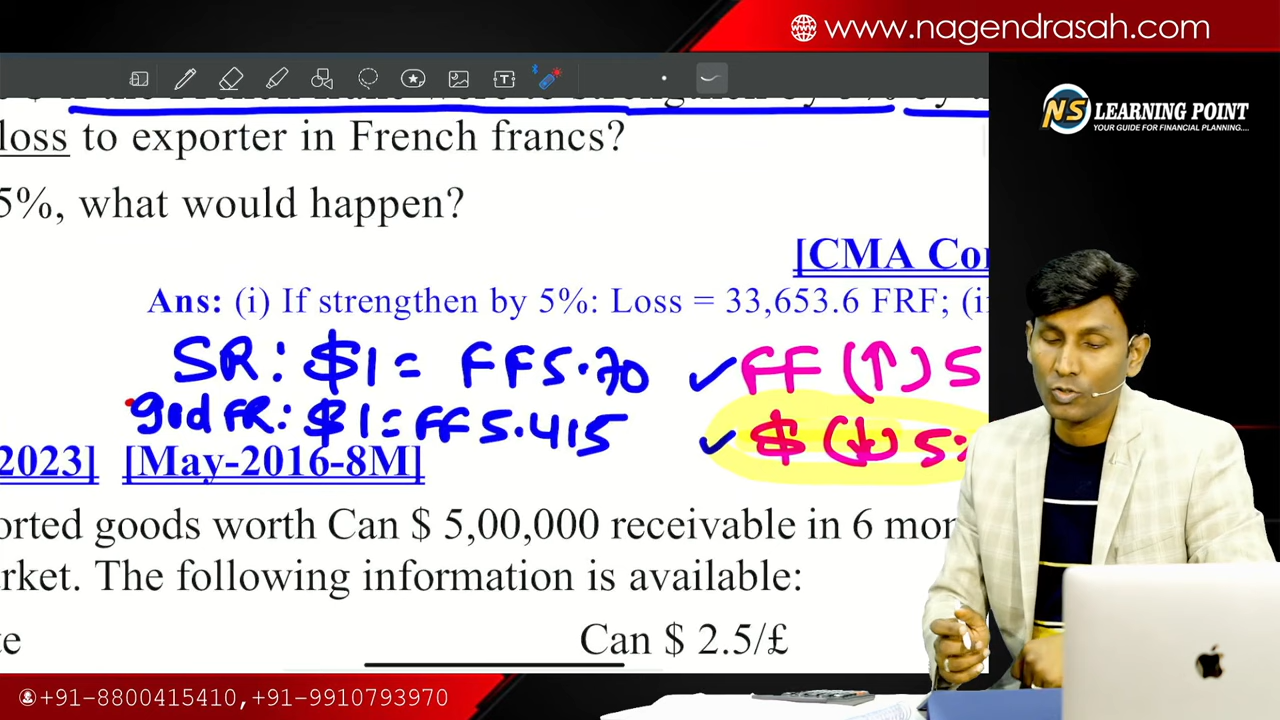 www.nagendrasah.com
NS LEARNING POINT
YOUR GUIDE FOR FINANCIAL PLANNING....
loss to exporter in French francs?
5%, what would happen?
[CMA Con
Ans: (i) If strengthen by 5%: Loss = 33,653.6 FRF; (i
SR: $1 = FF5.70 ✓ FF (↑) 5
FR: $1 = FF5.415 ✓ $ (↓) 5%
2023] [May-2016-8M]
orted goods worth Can $ 5,00,000 receivable in 6 mon
rket. The following information is available:
te Can $ 2.5/£
+91-8800415410,+91-9910793970